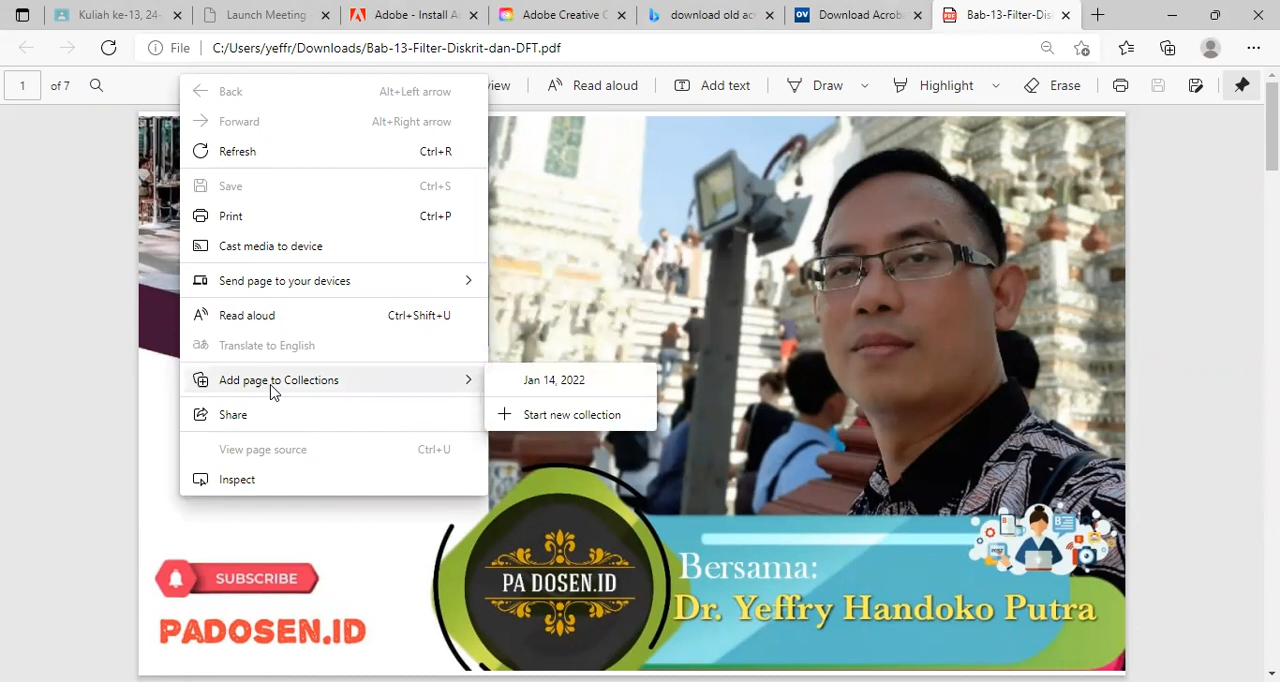 Kuliah ke-13, 24-
Launch Meeting -
Adobe - Install A
Adobe Creative C
download old ac
Download Acroba
Bab-13-Filter-Dis
File
C:/Users/yeffr/Downloads/Bab-13-Filter-Diskrit-dan-DFT.pdf
1
of 7
view
Read aloud
Add text
Draw
Highlight
Erase
Back Alt+Left arrow
Forward Alt+Right arrow
Refresh Ctrl+R
Save Ctrl+S
Print Ctrl+P
Cast media to device
Send page to your devices
Read aloud Ctrl+Shift+U
Translate to English
Add page to Collections
Jan 14, 2022
Share
Start new collection
View page source Ctrl+U
Inspect
SUBSCRIBE
PADOSEN.ID
PA DOSEN.ID
Bersama:
Dr. Yeffry Handoko Putra